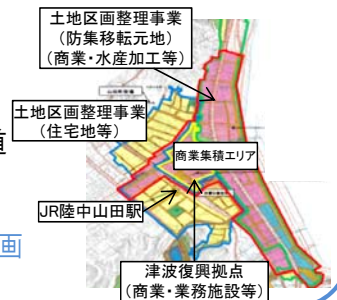 土地区画整理事業
(防集移転元地)
(商業・水産加工等)
土地区画整理事業
(住宅地等)
商業集積エリア
JR陸中山田駅
画
津波復興拠点
(商業・業務施設等)